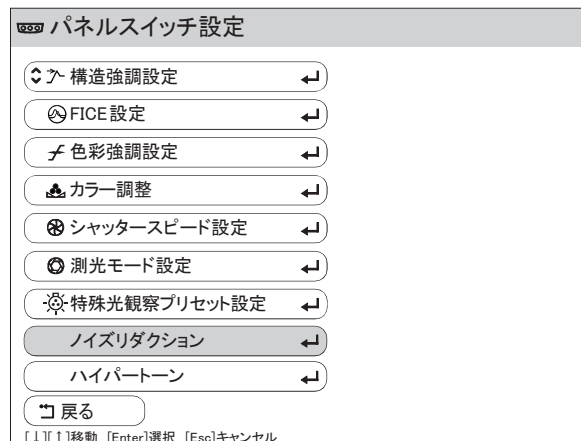 パネルスイッチ設定
構造強調設定
FICE設定
色彩強調設定
カラー調整
シャッタースピード設定
測光モード設定
特殊光観察プリセット設定
ノイズリダクション
ハイパートーン
戻る
[↓][↑]移動 [Enter]選択 [Esc]キャンセル